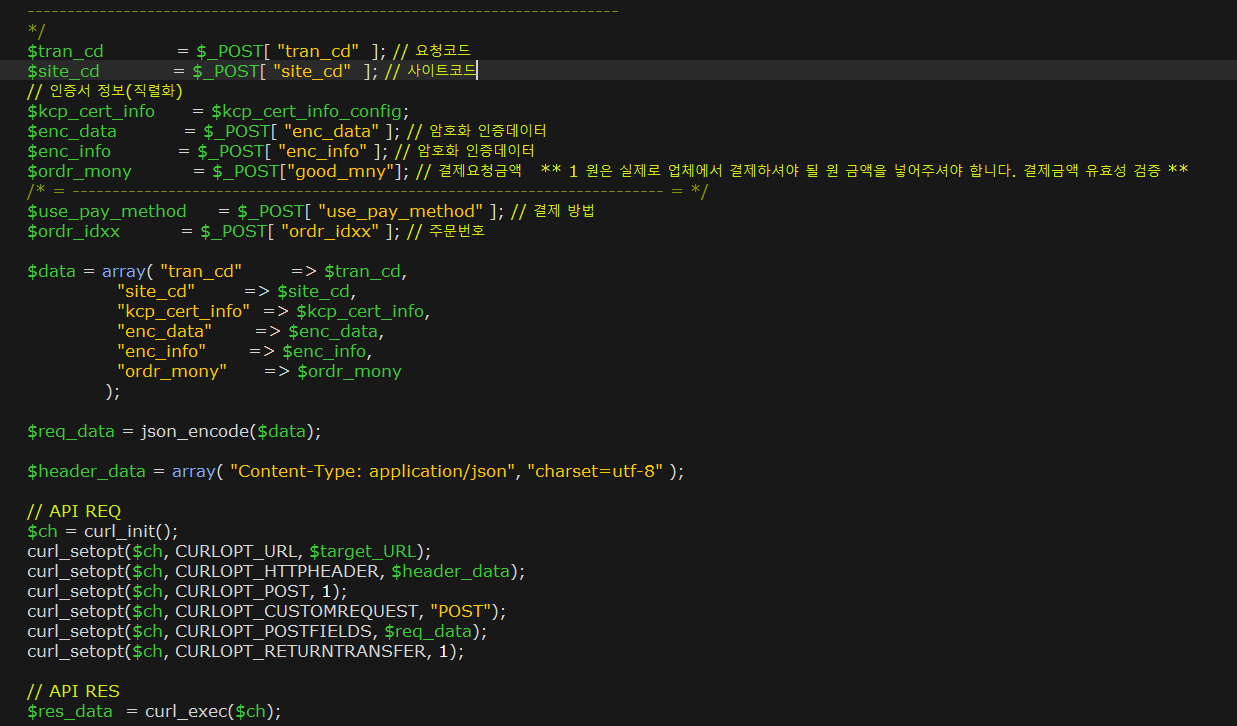 --------------------------------------------------------------------------
*/
$tran_cd = $_POST[ "tran_cd" ]; // 요청코드
$site_cd = $_POST[ "site_cd" ]; // 사이트코드
// 인증서 정보(직렬화)
$kcp_cert_info = $kcp_cert_info_config;
$enc_data = $_POST[ "enc_data" ]; // 암호화 인증데이터
$enc_info = $_POST[ "enc_info" ]; // 암호화 인증데이터
$ordr_mony = $_POST["good_mny"]; // 결제요청금액 ** 1 원은 실제로 업체에서 결제하셔야 될 원 금액을 넣어주셔야 합니다. 결제금액 유효성 검증 **
/* = -------------------------------------------------------------------------- = */
$use_pay_method = $_POST[ "use_pay_method" ]; // 결제 방법
$ordr_idxx = $_POST[ "ordr_idxx" ]; // 주문번호
$data = array( "tran_cd" => $tran_cd,
"site_cd" => $site_cd,
"kcp_cert_info" => $kcp_cert_info,
"enc_data" => $enc_data,
"enc_info" => $enc_info,
"ordr_mony" => $ordr_mony
);
$req_data = json_encode($data);
$header_data = array( "Content-Type: application/json", "charset=utf-8" );
// API REQ
$ch = curl_init();
curl_setopt($ch, CURLOPT_URL, $target_URL);
curl_setopt($ch, CURLOPT_HTTPHEADER, $header_data);
curl_setopt($ch, CURLOPT_POST, 1);
curl_setopt($ch, CURLOPT_CUSTOMREQUEST, "POST");
curl_setopt($ch, CURLOPT_POSTFIELDS, $req_data);
curl_setopt($ch, CURLOPT_RETURNTRANSFER, 1);
// API RES
$res_data = curl_exec($ch);